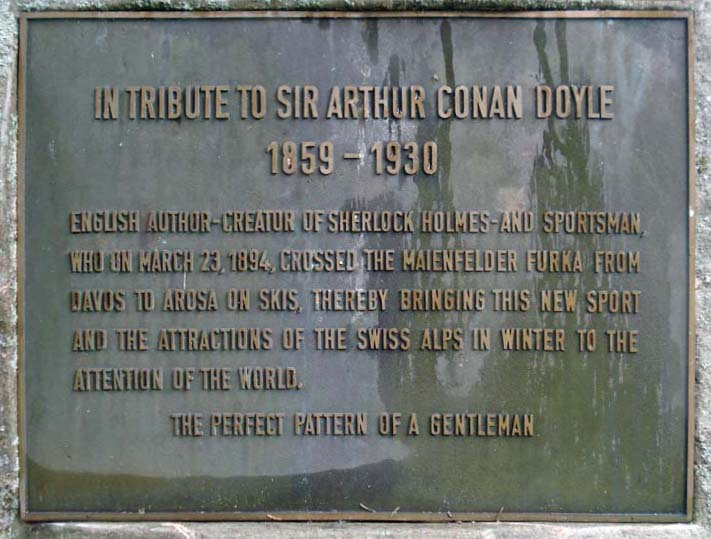 IN TRIBUTE TO SIR ARTHUR CONAN DOYLE
1859 – 1930
ENGLISH AUTHOR-CREATOR OF SHERLOCK HOLMES-AND SPORTSMAN,
WHO ON MARCH 23, 1894, CROSSED THE MAIENFELDER FURKA FROM
DAVOS TO AROSA ON SKIS, THEREBY BRINGING THIS NEW SPORT
AND THE ATTRACTIONS OF THE SWISS ALPS IN WINTER TO THE
ATTENTION OF THE WORLD.
THE PERFECT PATTERN OF A GENTLEMAN